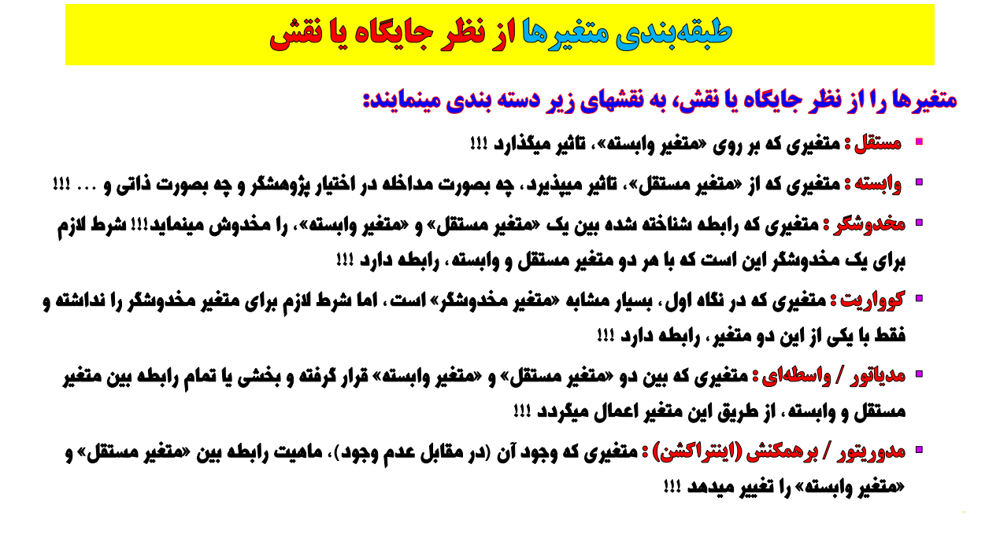 طبقه‌بندی متغیرها از نظر جایگاه یا نقش
متغیرها را از نظر جایگاه یا نقش، به نقشهای زیر دسته بندی مینمایند:
▪ مستقل : متغیری که بر روی «متغیر وابسته»، تاثیر میگذارد !!!
▪ وابسته : متغیری که از «متغیر مستقل»، تاثیر میپذیرد، چه بصورت مداخله در اختیار پژوهشگر و چه بصورت ذاتی و ... !!!
▪ مخدوشگر : متغیری که رابطه شناخته شده بین یک «متغیر مستقل» و «متغیر وابسته»، را مخدوش مینماید!!! شرط لازم
برای یک مخدوشگر این است که با هر دو متغیر مستقل و وابسته، رابطه دارد !!!
▪ کوواریت : متغیری که در نگاه اول، بسیار مشابه «متغیر مخدوشگر» است، اما شرط لازم برای متغیر مخدوشگر را نداشته و
فقط با یکی از این دو متغیر، رابطه دارد !!!
▪ مدیاتور / واسطه‌ای : متغیری که بین دو «متغیر مستقل» و «متغیر وابسته» قرار گرفته و بخشی یا تمام رابطه بین متغیر
مستقل و وابسته، از طریق این متغیر اعمال میگردد !!!
▪ مدوریتور / برهمکنش (اینتراکشن) : متغیری که وجود آن (در مقابل عدم وجود)، ماهیت رابطه بین «متغیر مستقل» و
«متغیر وابسته» را تغییر میدهد !!!